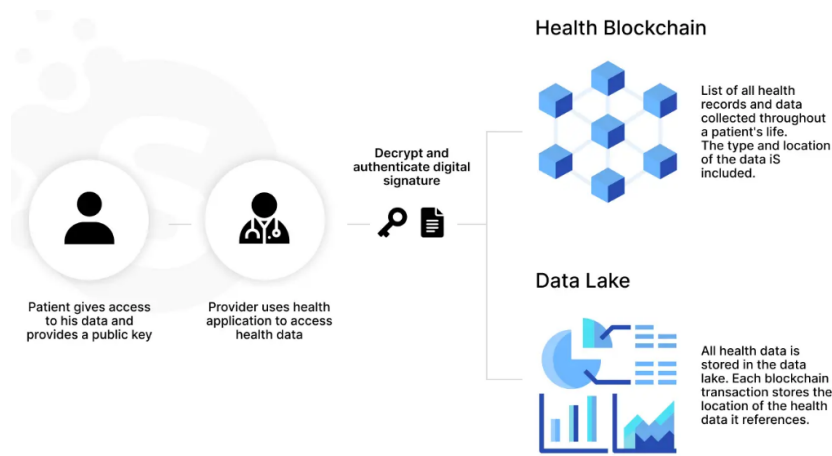 Health Blockchain
List of all health
records and data
collected throughout
a patient's life.
The type and location
of the data iS
included.
Decrypt and
authenticate digital
signature
Patient gives access
to his data and
provides a public key
Provider uses health
application to access
health data
Data Lake
All health data is
stored in the data
lake. Each blockchain
transaction stores the
location of the health
data it references.